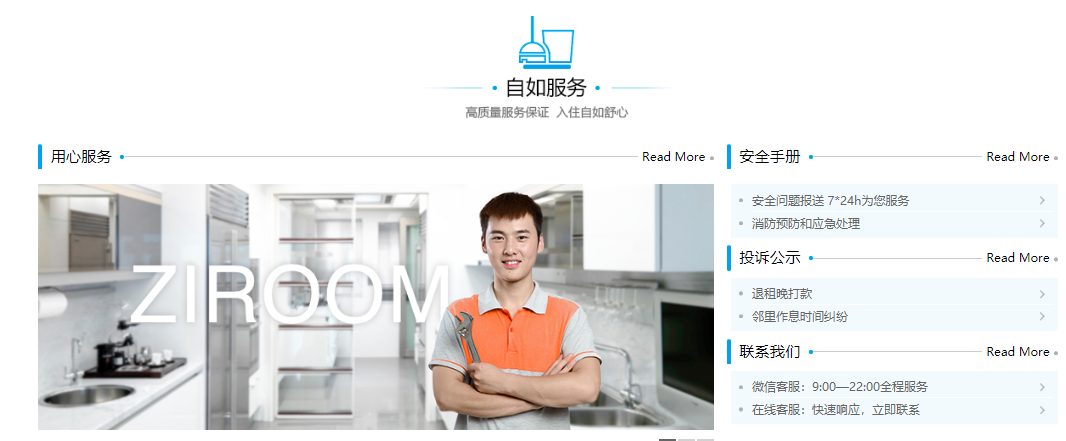 自如服务
高质量服务保证 入住自如舒心
用心服务
Read More
ZIROOM
安全手册
Read More
安全问题报送 7*24h为您服务
消防预防和应急处理
投诉公示
Read More
退租晚打款
邻里作息时间纠纷
联系我们
Read More
微信客服：9:00—22:00全程服务
在线客服：快速响应，立即联系